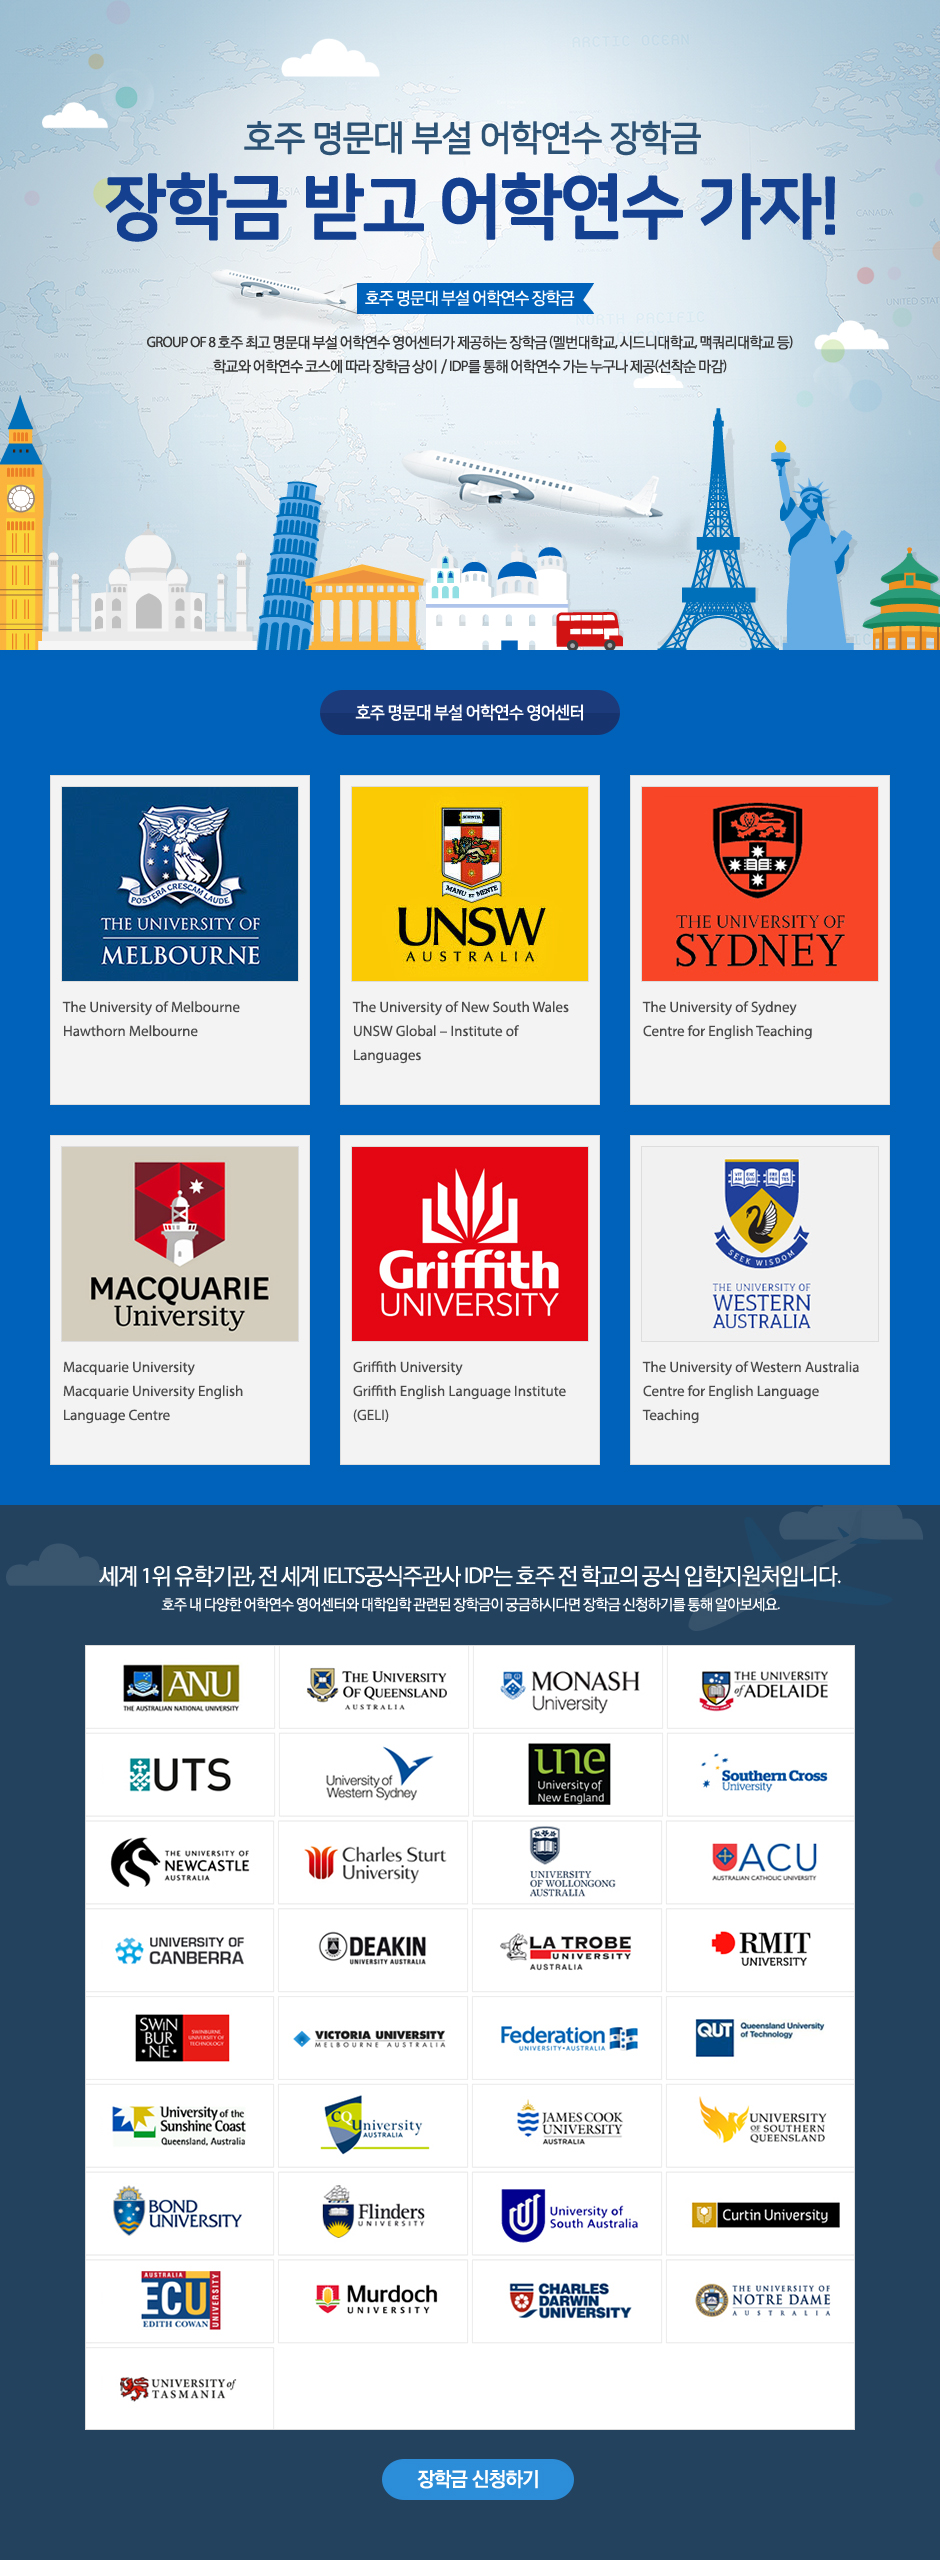 ARCTIC OCEAN
호주 명문대 부설 어학연수 장학금
장학금 받고 어학연수 가자!
CANADA
호주 명문대 부설 어학연수 장학금
NORTH PACIFIC
GROUP OF 8 호주 최고 명문대 부설 어학연수 영어센터가 제공하는 장학금 (멜번대학교, 시드니대학교, 맥쿼리대학교 등)
학교와 어학연수 코스에 따라 장학금 상이 / IDP를 통해 어학연수 가는 누구나 제공(선착순 마감)
호주 명문대 부설 어학연수 영어센터
POSTERA CRESCAM LAUDE
THE UNIVERSITY OF
MELBOURNE
The University of Melbourne
Hawthorn Melbourne
MANU ET MENTE
UNSW
AUSTRALIA
The University of New South Wales
UNSW Global – Institute of
Languages
THE UNIVERSITY OF
SYDNEY
The University of Sydney
Centre for English Teaching
MACQUARIE
University
Macquarie University
Macquarie University English
Language Centre
Griffith
UNIVERSITY
Griffith University
Griffith English Language Institute
(GELI)
SEEK WISDOM
THE UNIVERSITY OF
WESTERN
AUSTRALIA
The University of Western Australia
Centre for English Language
Teaching
세계 1위 유학기관, 전 세계 IELTS공식주관사 IDP는 호주 전 학교의 공식 입학지원처입니다.
호주 내 다양한 어학연수 영어센터와 대학입학 관련된 장학금이 궁금하시다면 장학금 신청하기를 통해 알아보세요.
ANU
THE AUSTRALIAN NATIONAL UNIVERSITY
THE UNIVERSITY
OF QUEENSLAND
AUSTRALIA
MONASH
University
THE UNIVERSITY
of ADELAIDE
UTS
University of
Western Sydney
une
University of
New England
Southern Cross
University
THE UNIVERSITY OF
NEWCASTLE
AUSTRALIA
Charles Sturt
University
UNIVERSITY
OF WOLLONGONG
AUSTRALIA
ACU
AUSTRALIAN CATHOLIC UNIVERSITY
UNIVERSITY OF
CANBERRA
DEAKIN
UNIVERSITY AUSTRALIA
LA TROBE
UNIVERSITY
AUSTRALIA
RMIT
UNIVERSITY
SWIN
BUR
NE
SWINBURNE
UNIVERSITY OF
TECHNOLOGY
VICTORIA UNIVERSITY
MELBOURNE AUSTRALIA
Federation
UNIVERSITY • AUSTRALIA
QUT
Queensland University
of Technology
University of the
Sunshine Coast
Queensland, Australia
CQUniversity
AUSTRALIA
JAMES COOK
UNIVERSITY
AUSTRALIA
UNIVERSITY
OF SOUTHERN
QUEENSLAND
BOND
UNIVERSITY
Flinders
UNIVERSITY
University of
South Australia
Curtin University
AUSTRALIA
ECU
UNIVERSITY
EDITH COWAN
Murdoch
UNIVERSITY
CHARLES
DARWIN
UNIVERSITY
THE UNIVERSITY OF
NOTRE DAME
AUSTRALIA
UNIVERSITY of
TASMANIA
장학금 신청하기